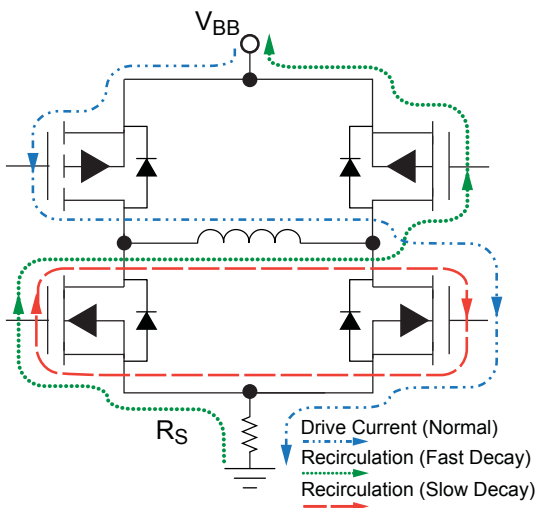 VBB
RS
Drive Current (Normal)
Recirculation (Fast Decay)
Recirculation (Slow Decay)